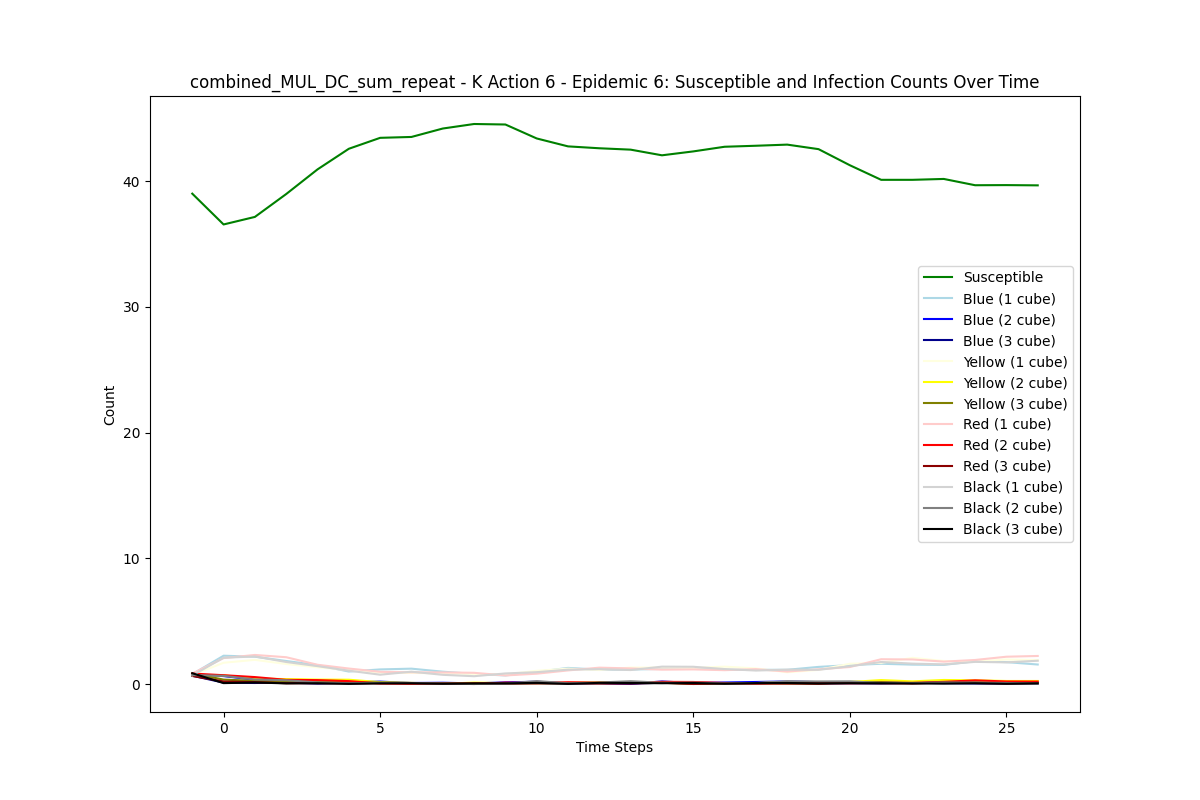 combined_MUL_DC_sum_repeat - K Action 6 - Epidemic 6: Susceptible and Infection Counts Over Time
40
30
20
10
0
Count
Susceptible
Blue (1 cube)
Blue (2 cube)
Blue (3 cube)
Yellow (1 cube)
Yellow (2 cube)
Yellow (3 cube)
Red (1 cube)
Red (2 cube)
Red (3 cube)
Black (1 cube)
Black (2 cube)
Black (3 cube)
0 5 10 15 20 25
Time Steps